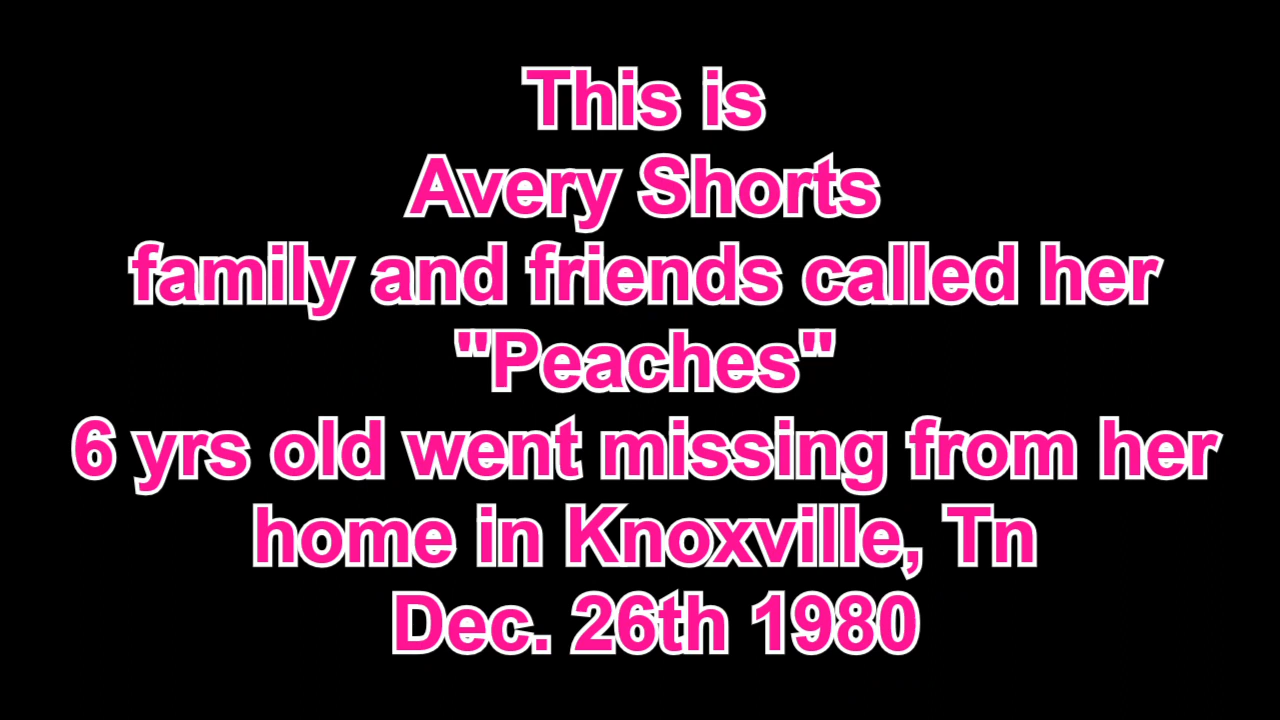 This is
Avery Shorts
family and friends called her
"Peaches"
6 yrs old went missing from her
home in Knoxville, Tn
Dec. 26th 1980